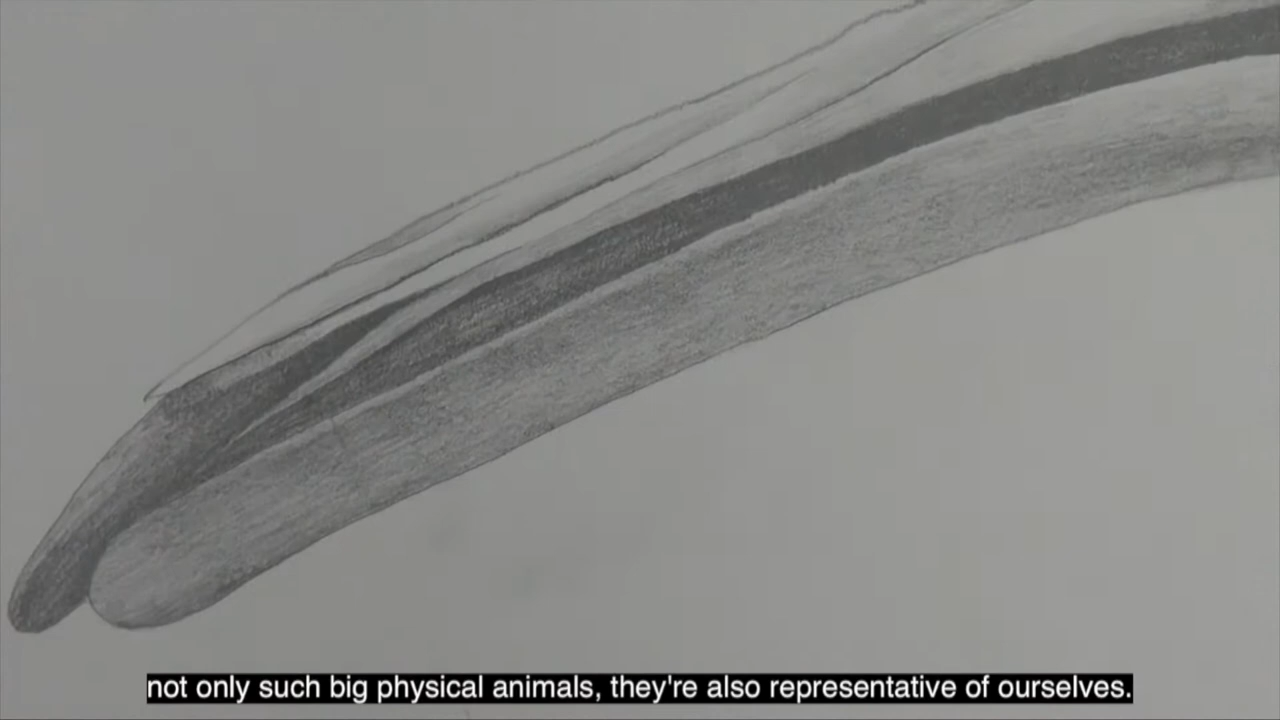 not only such big physical animals, they're also representative of ourselves.